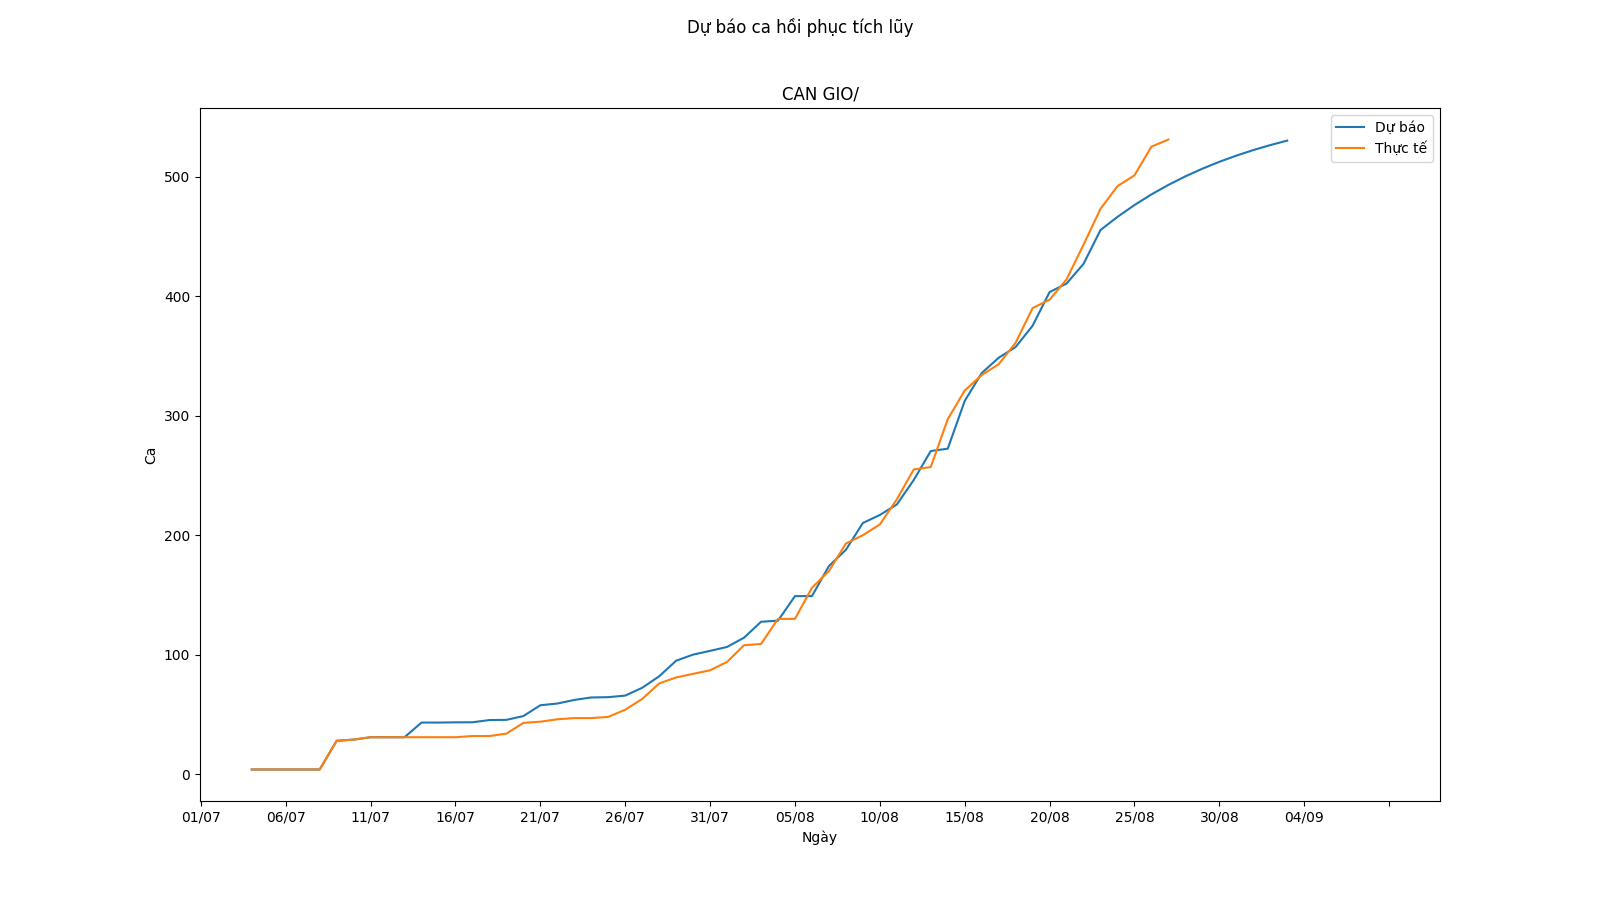 Dự báo ca hồi phục tích lũy
CAN GIO/
Dự báo
Thực tế
500
400
300
200
100
0
Ca
01/07 06/07 11/07 16/07 21/07 26/07 31/07 05/08 10/08 15/08 20/08 25/08 30/08 04/09
Ngày